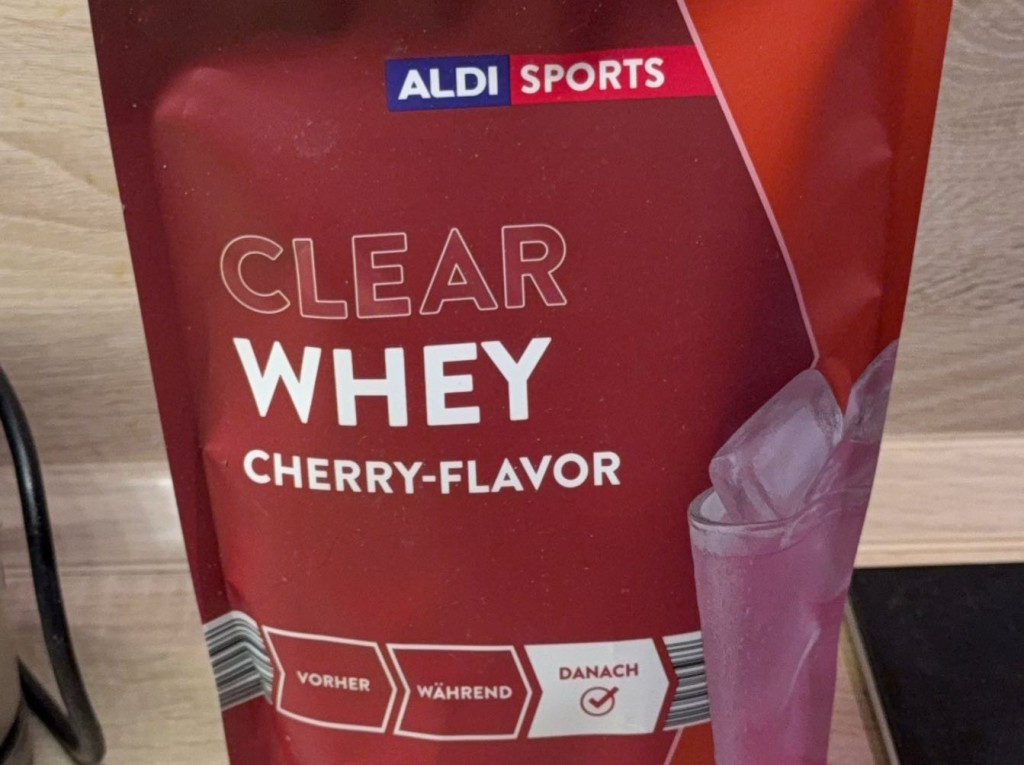 ALDI SPORTS
CLEAR
WHEY
CHERRY-FLAVOR
VORHER WÄHREND DANACH